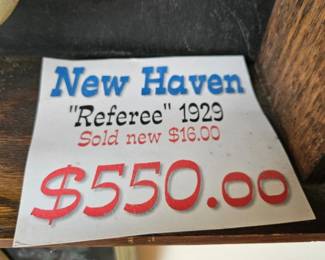 New Haven
"Referee" 1929
Sold new $16.00
$550.00